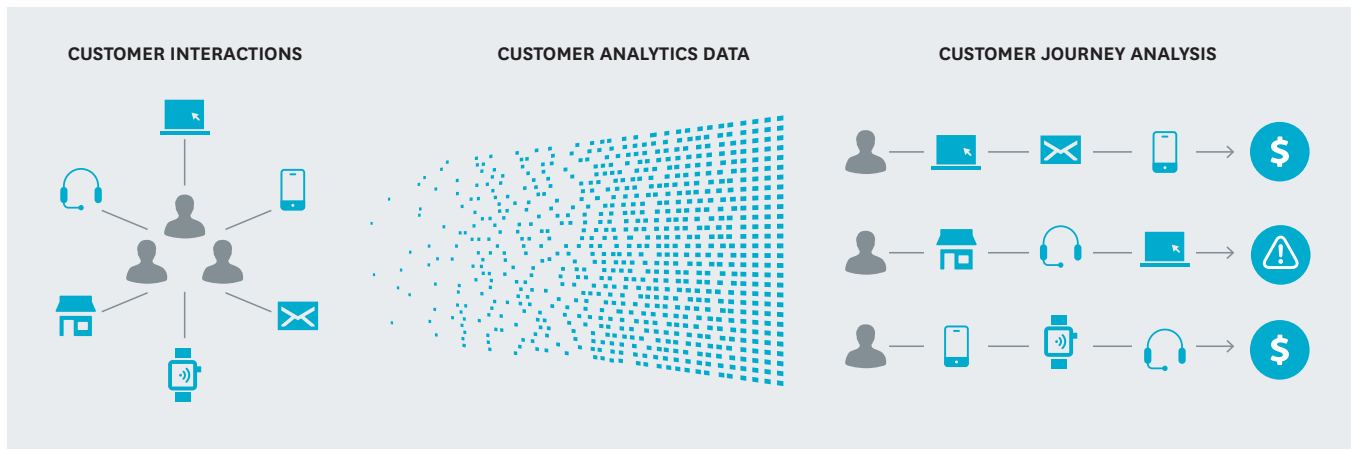 CUSTOMER INTERACTIONS
CUSTOMER ANALYTICS DATA
CUSTOMER JOURNEY ANALYSIS
$
$